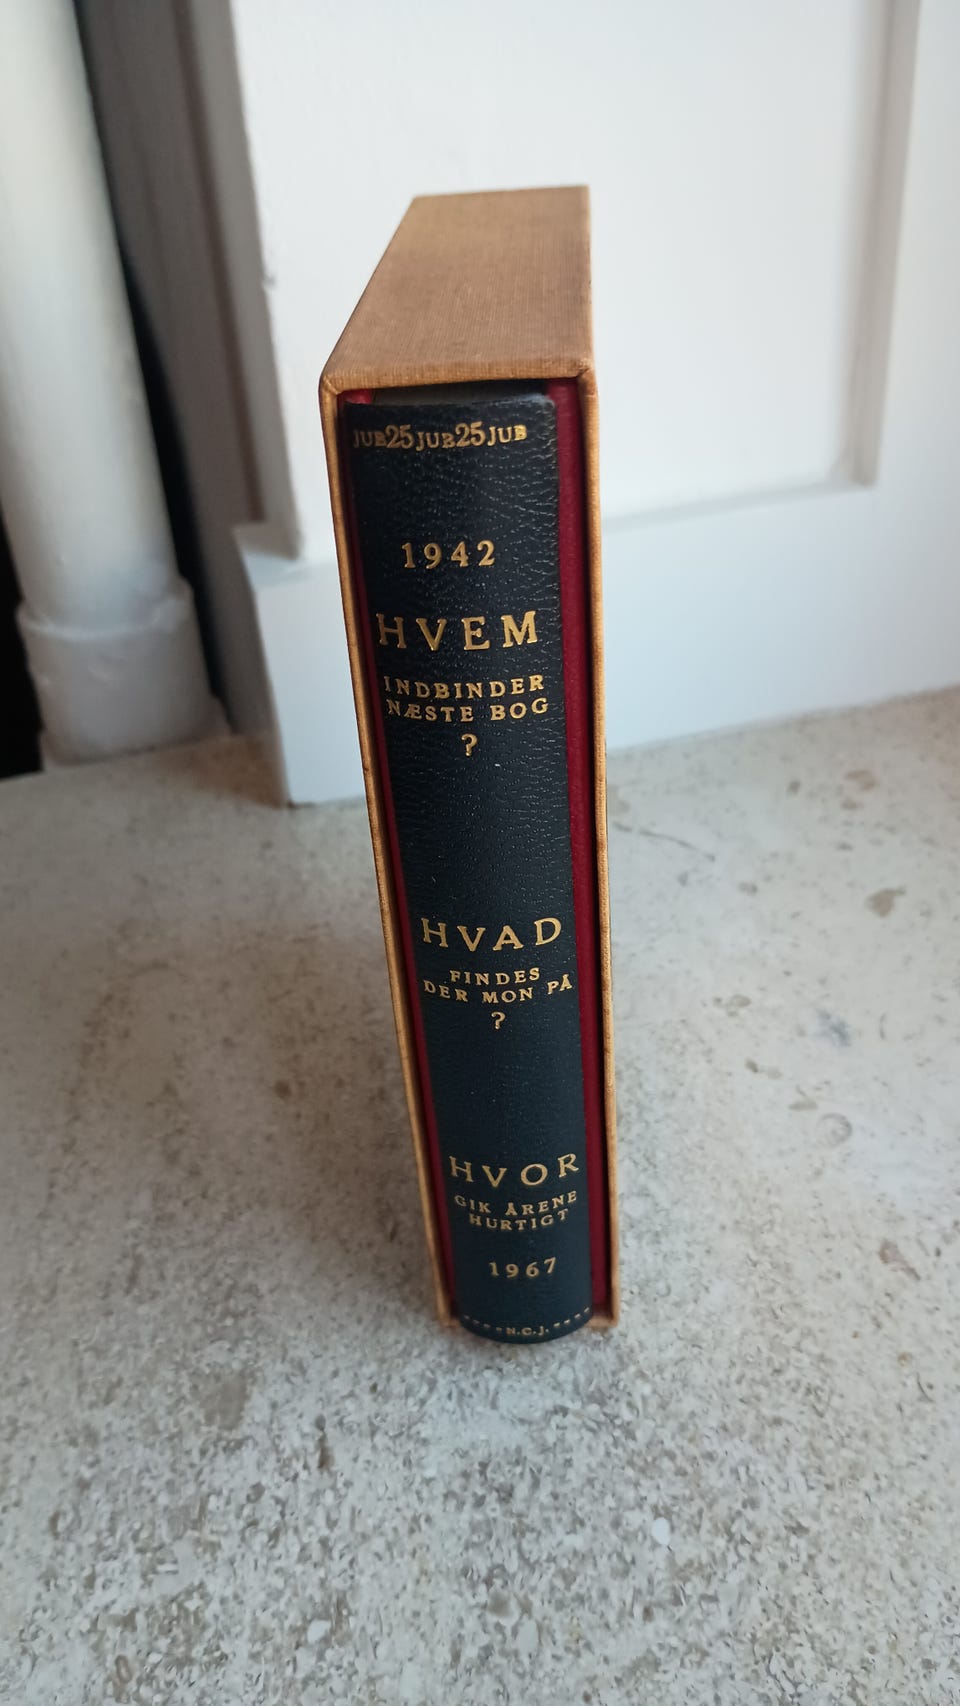 JUB25JUB25JUB
1942
HVEM
INDBINDER
NÆSTE BOG
?
HVAD
FINDES
DER MON PÅ
?
HVOR
GIK ÅRENE
HURTIGT
1967
N.C.J.